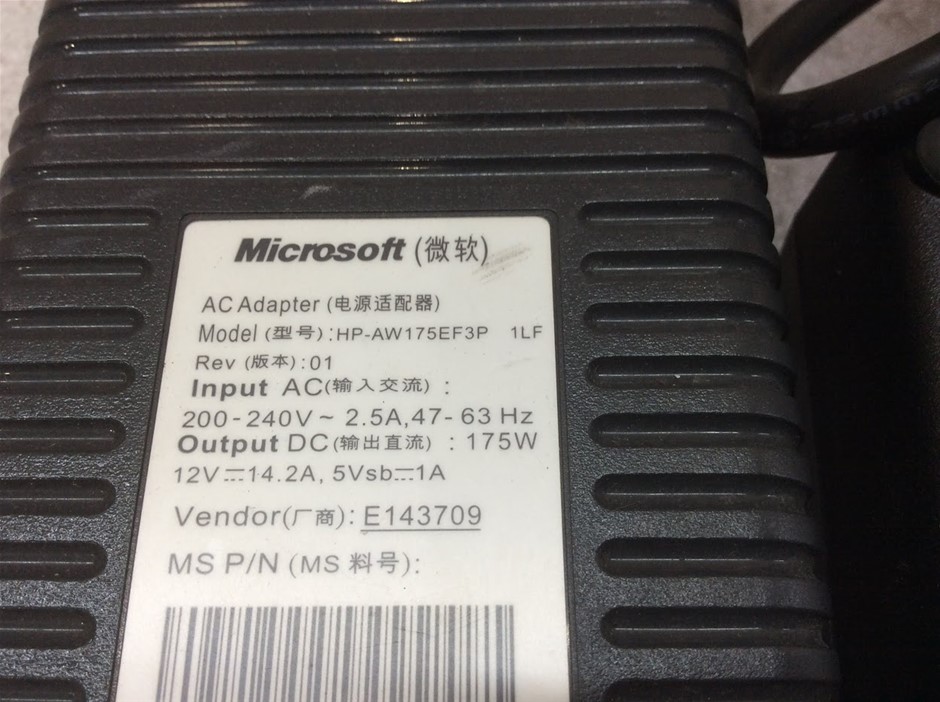 Microsoft (微软)
AC Adapter (电源适配器)
Model (型号):HP-AW175EF3P 1LF
Rev (版本):01
Input AC(输入交流) :
200-240V ~ 2.5A,47-63 Hz
Output DC(输出直流) : 175W
12V⎓14.2A, 5Vsb⎓1A
Vendor(厂商): E143709
MS P/N (MS 料号):